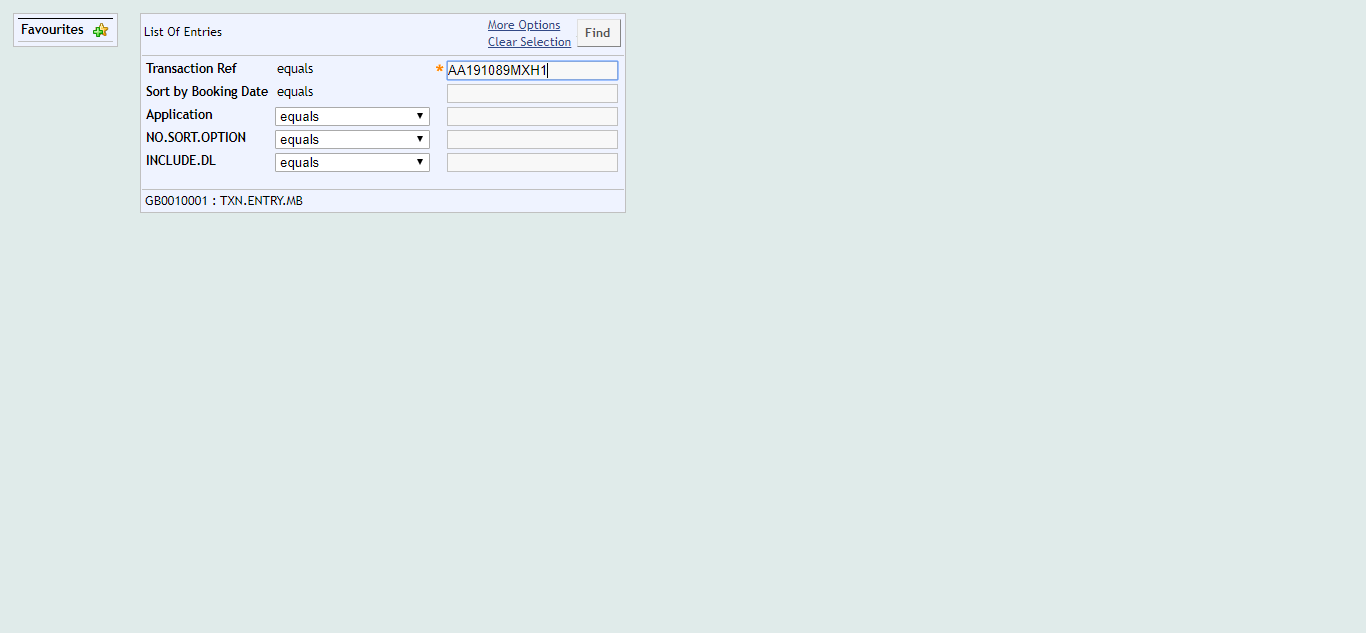 Favourites
List Of Entries
More Options
Clear Selection
Find
Transaction Ref equals * AA191089MXH1
Sort by Booking Date equals
Application equals
NO.SORT.OPTION equals
INCLUDE.DL equals
GB0010001 : TXN.ENTRY.MB